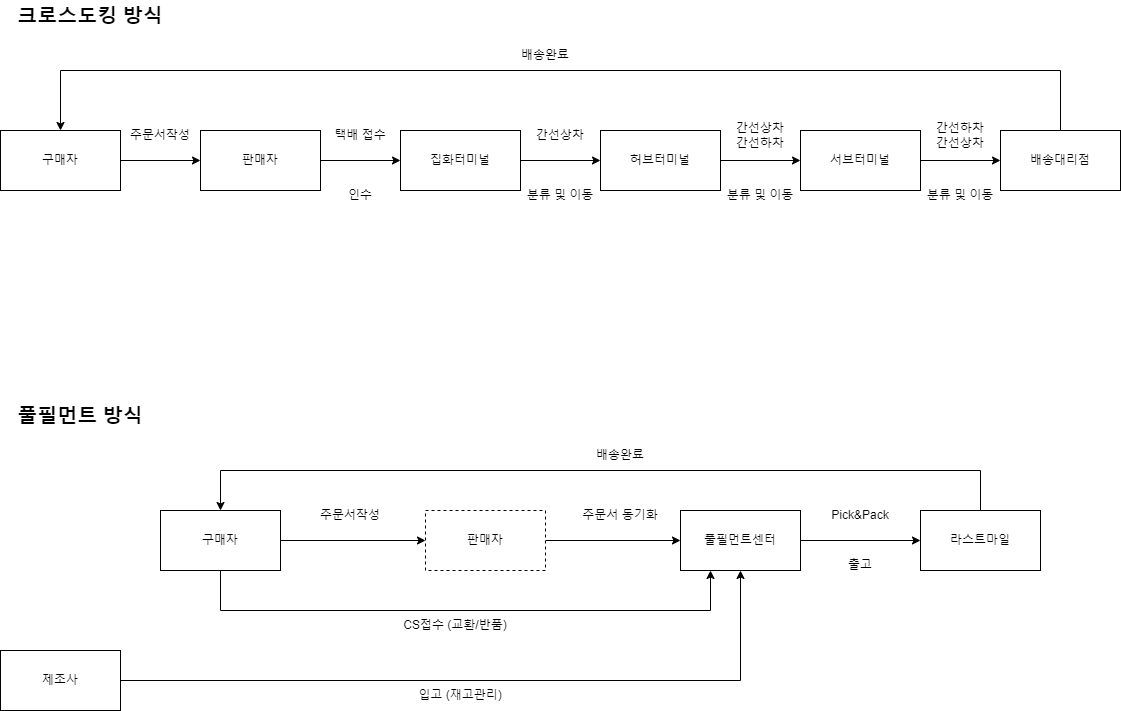 크로스도킹 방식
배송완료
구매자
주문서작성
판매자
택배 접수
인수
집화터미널
간선상차
분류 및 이동
허브터미널
간선상차
간선하차
분류 및 이동
서브터미널
간선하차
간선상차
분류 및 이동
배송대리점
풀필먼트 방식
배송완료
구매자
주문서작성
판매자
주문서 동기화
풀필먼트센터
Pick&Pack
출고
라스트마일
CS접수 (교환/반품)
제조사
입고 (재고관리)